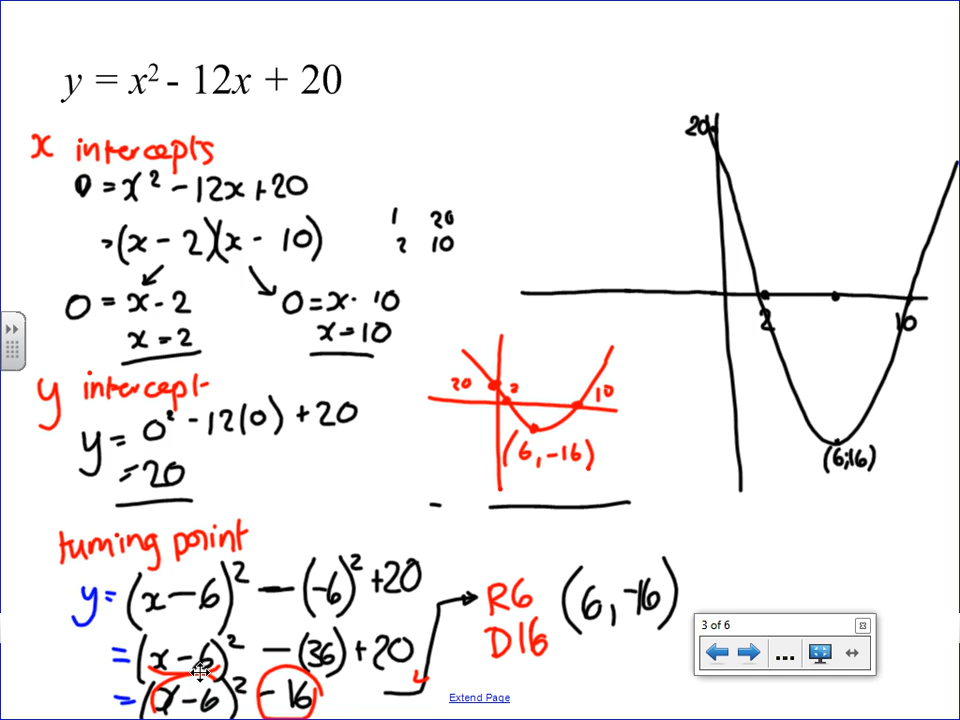 y = x² - 12x + 20
x intercepts
0 = x² - 12x + 20
= (x - 2)(x - 10)
1 20
2 10
0 = x - 2
x = 2
0 = x - 10
x = 10
y intercept
y = 0² - 12(0) + 20
= 20
20 2 10
(6, -16)
20
2 10
(6, -16)
turning point
y = (x - 6)² - (-6)² + 20
= (x - 6)² - (36) + 20
= (x - 6)² - 16
R6
D16
(6, -16)
3 of 6
...
Extend Page